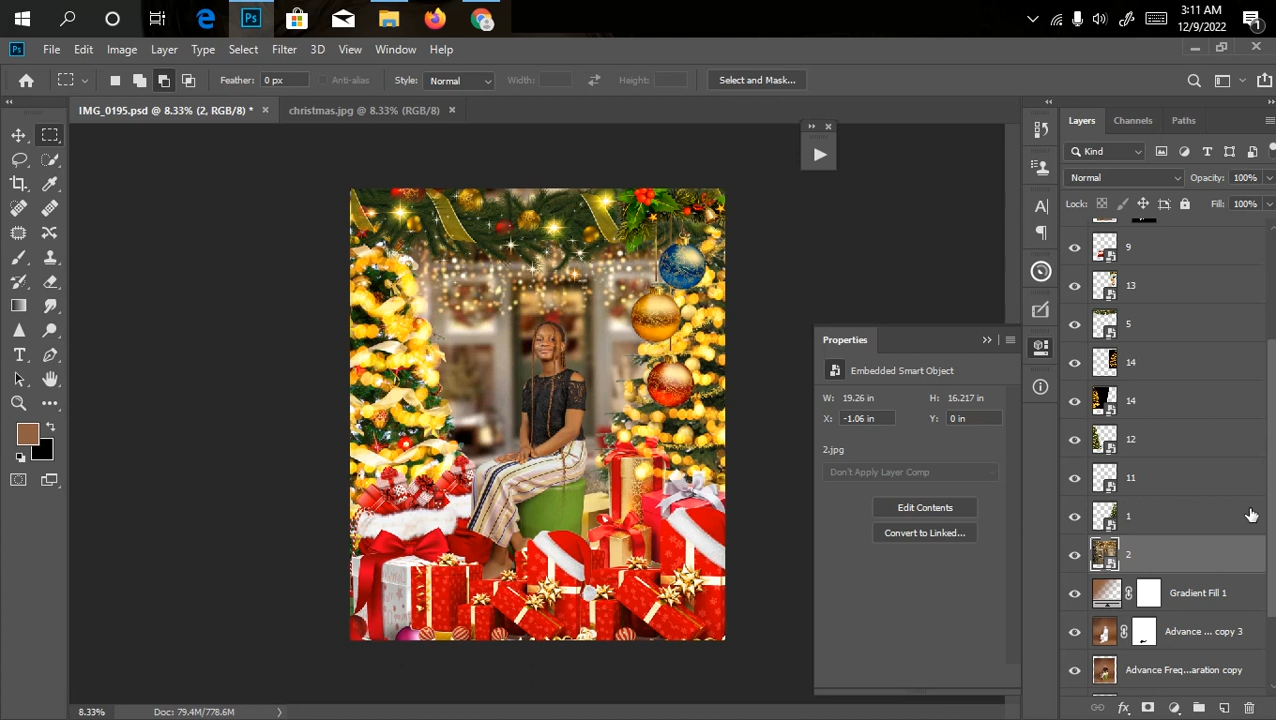 3:11 AM
12/9/2022
1
Ps
File Edit Image Layer Type Select Filter 3D View Window Help
Feather: 0 px Anti-alias Style: Normal Width: Height: Select and Mask...
IMG_0195.psd @ 8.33% (2, RGB/8) * christmas.jpg @ 8.33% (RGB/8)
Layers Channels Paths
Kind
Normal Opacity: 100%
Lock: Fill: 100%
9
13
5
14
14
12
11
1
2
Gradient Fill 1
Advance ... copy 3
Advance Freq...aration copy
Properties
Embedded Smart Object
W: 19.26 in H: 16.217 in
X: -1.06 in Y: 0 in
2.jpg
Don't Apply Layer Comp
Edit Contents
Convert to Linked...
8.33% Doc: 79.4M/778.6M